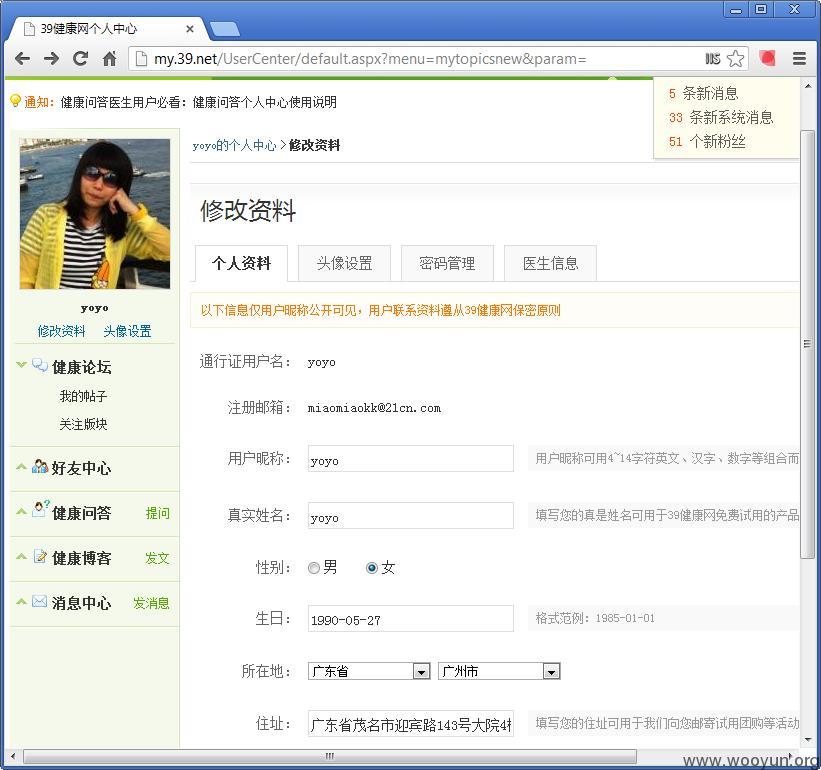 39健康网个人中心
my.39.net/UserCenter/default.aspx?menu=mytopicsnew&param=
IIS
通知：健康问答医生用户必看：健康问答个人中心使用说明
5 条新消息
33 条新系统消息
51 个新粉丝
yoyo的个人中心 > 修改资料
修改资料
个人资料 头像设置 密码管理 医生信息
以下信息仅用户昵称公开可见，用户联系资料遵从39健康网保密原则
yoyo
修改资料 头像设置
健康论坛
我的帖子
关注版块
好友中心
健康问答 提问
健康博客 发文
消息中心 发消息
通行证用户名： yoyo
注册邮箱： miaomiaokk@21cn.com
用户昵称： yoyo 用户昵称可用4~14字符英文、汉字、数字等组合而
真实姓名： yoyo 填写您的真是姓名可用于39健康网免费试用的产品
性别： 男 女
生日： 1990-05-27 格式范例：1985-01-01
所在地： 广东省 广州市
住址： 广东省茂名市迎宾路143号大院4 填写您的住址可用于我们向您邮寄试用团购等活动
www.wooyun.org